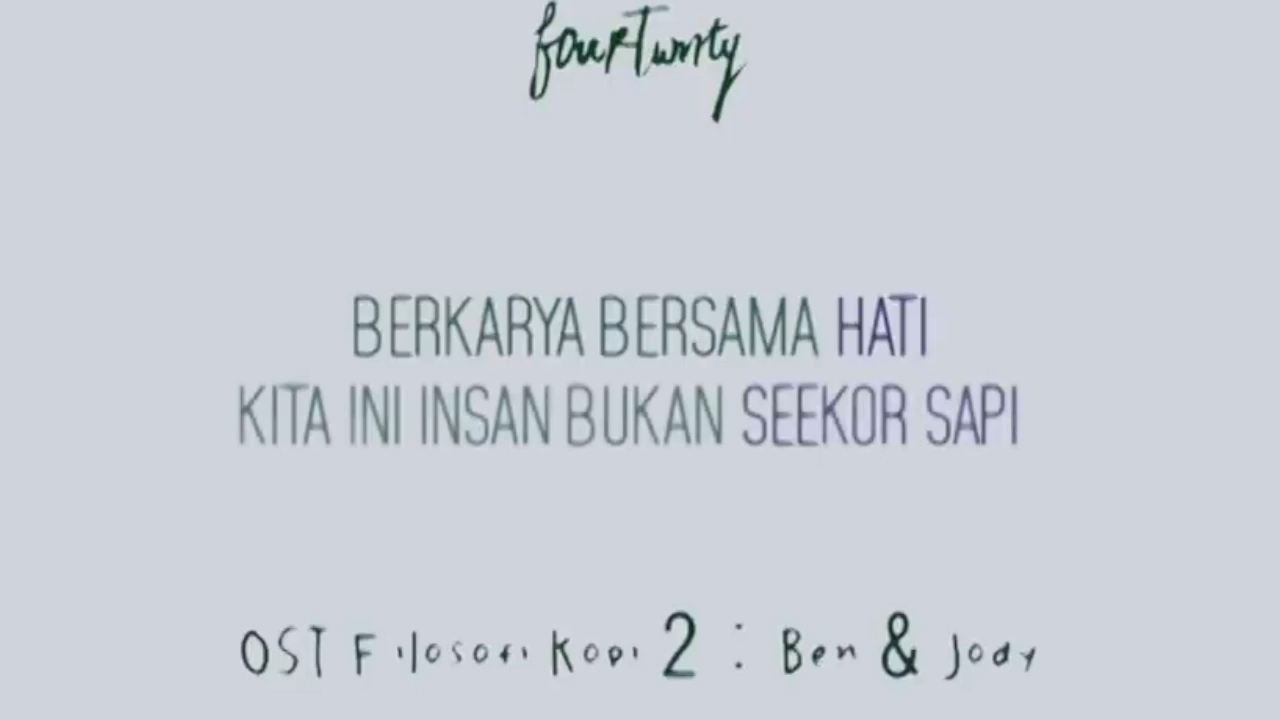 fourTwnty
BERKARYA BERSAMA HATI
KITA INI INSAN BUKAN SEEKOR SAPI
OST Filosofi Kopi 2 : Ben & Jody